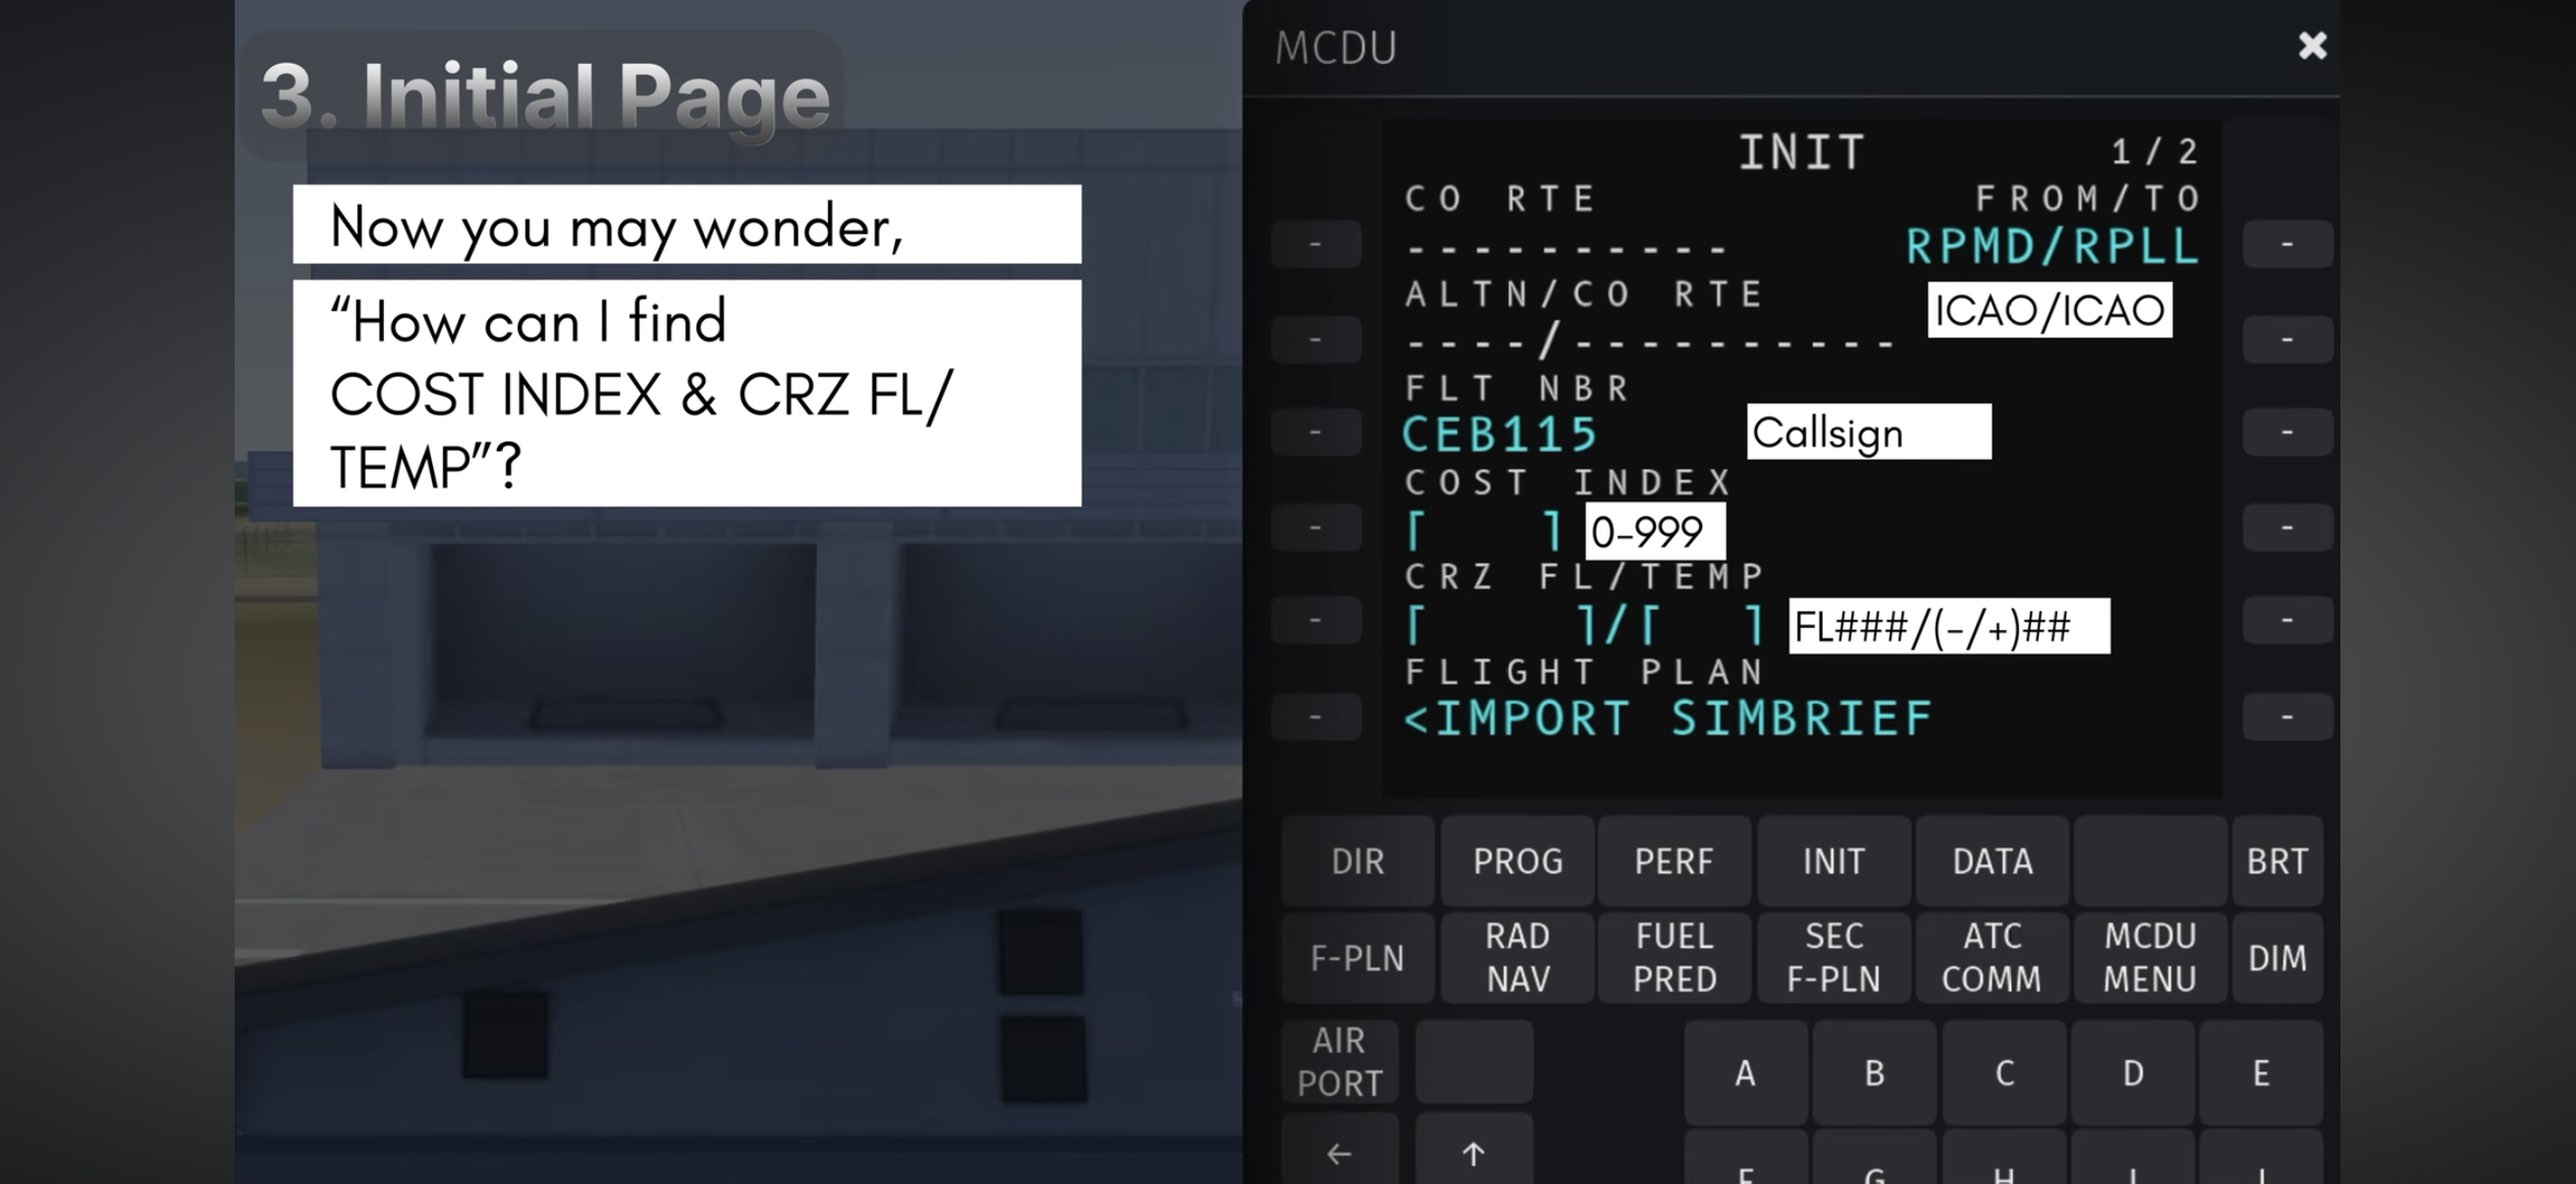 3. Initial Page
Now you may wonder,
“How can I find
COST INDEX & CRZ FL/
TEMP”?
MCDU
INIT 1/2
CO RTE FROM/TO
---------- RPMD/RPLL
ALTN/CO RTE ICAO/ICAO
----/----------
FLT NBR
CEB115 Callsign
COST INDEX
[ ] 0-999
CRZ FL/TEMP
[ ]/[ ] FL###/(-/+)##
FLIGHT PLAN
<IMPORT SIMBRIEF
DIR PROG PERF INIT DATA BRT
F-PLN RAD NAV FUEL PRED SEC F-PLN ATC COMM MCDU MENU DIM
AIR PORT A B C D E
← ↑ F G H